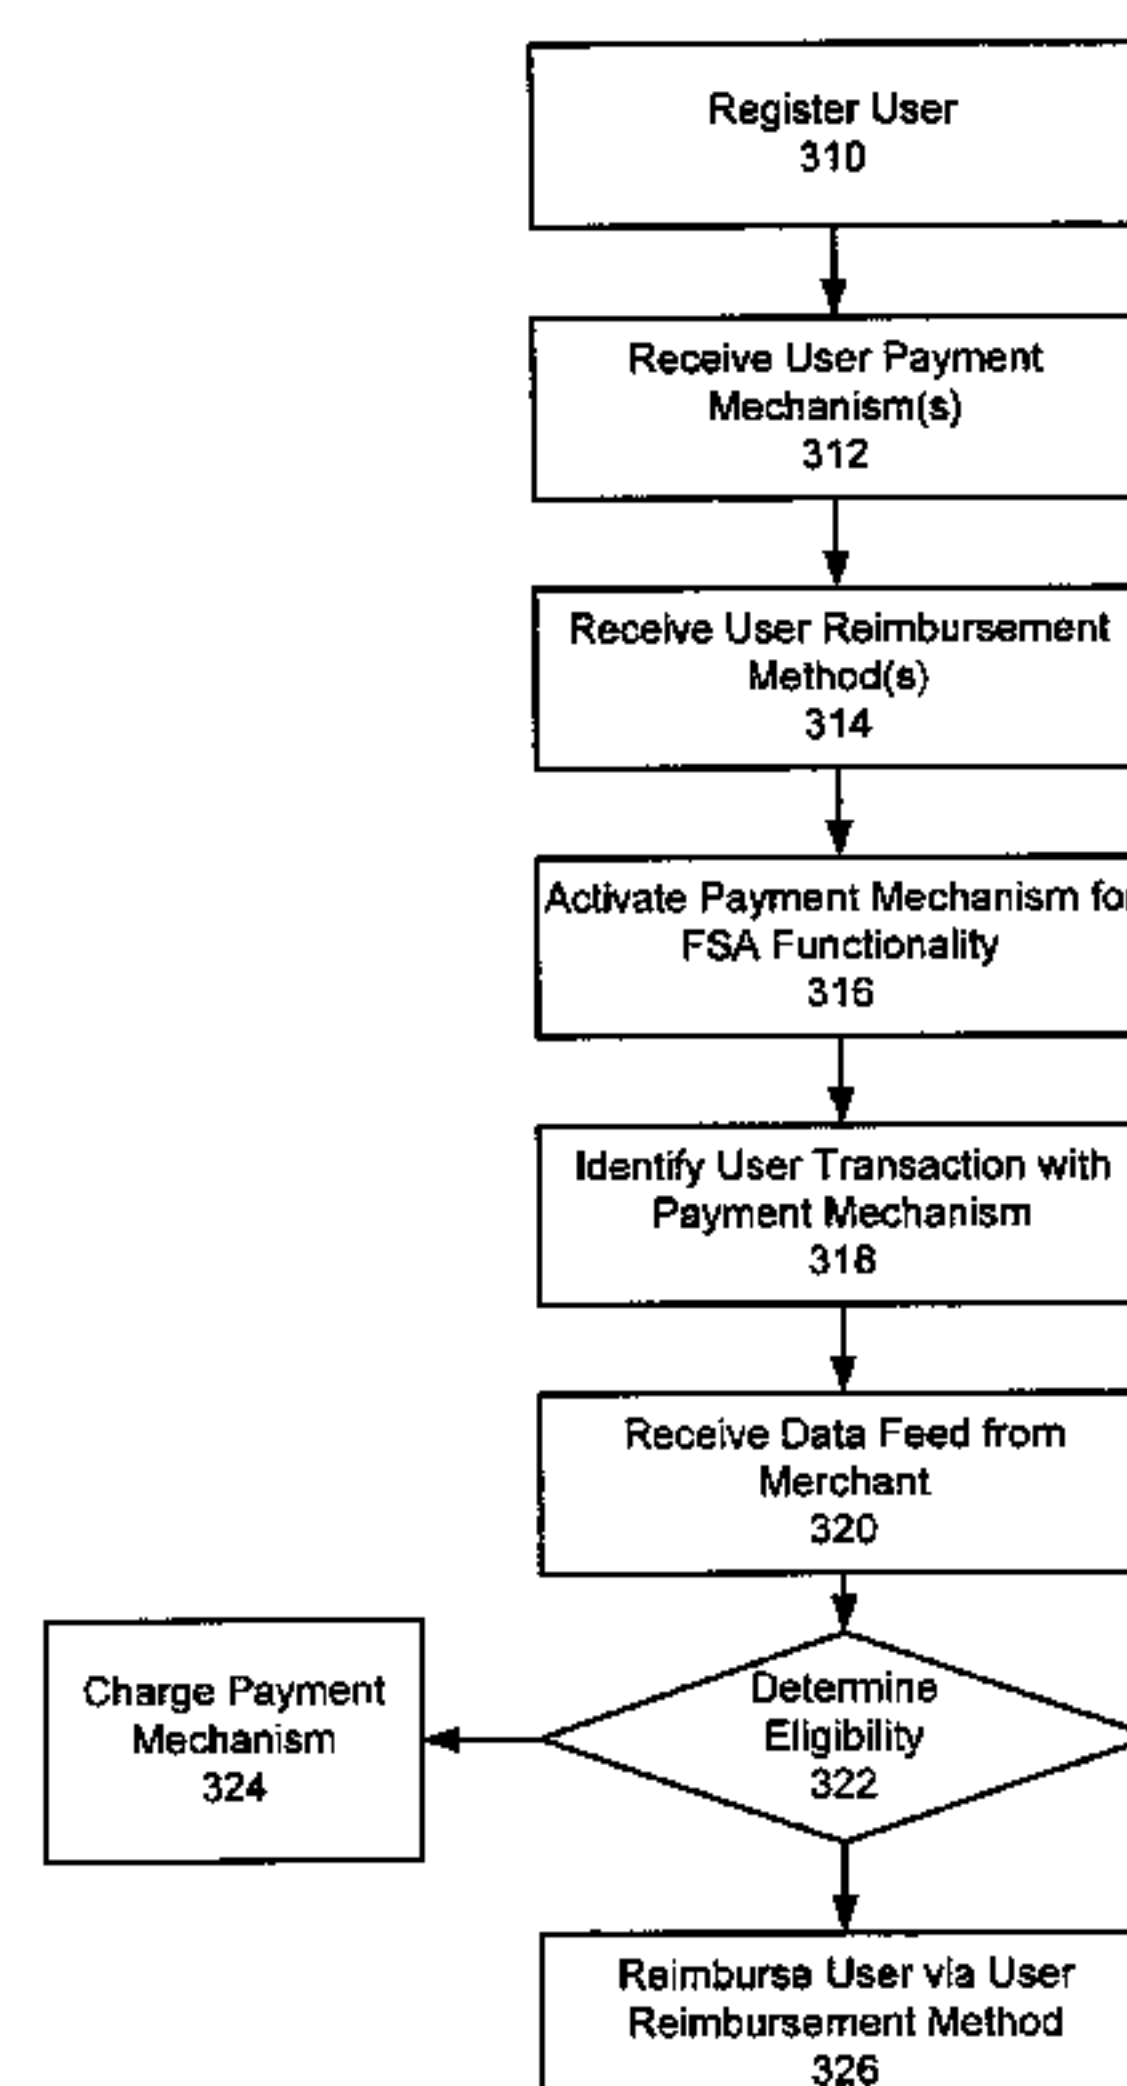 Register User
310
Receive User Payment
Mechanism(s)
312
Receive User Reimbursement
Method(s)
314
Activate Payment Mechanism for
FSA Functionality
316
Identify User Transaction with
Payment Mechanism
318
Receive Data Feed from
Merchant
320
Charge Payment
Mechanism
324
Determine
Eligibility
322
Reimburse User via User
Reimbursement Method
326